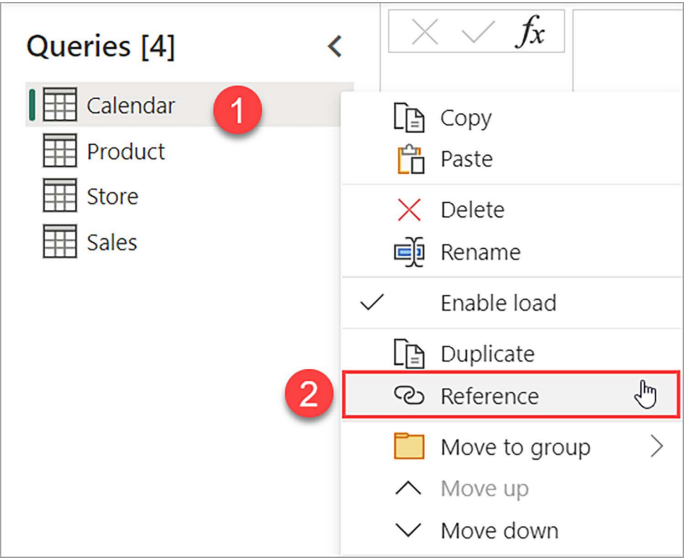 Queries [4]
fx
Calendar
1
Product
Store
Sales
Copy
Paste
Delete
Rename
Enable load
Duplicate
2
Reference
Move to group
Move up
Move down